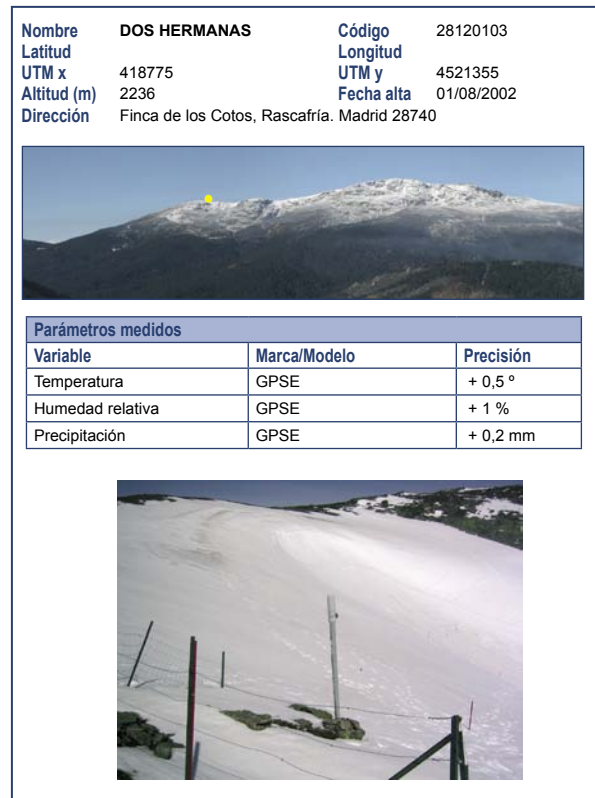 Nombre DOS HERMANAS Código 28120103
Latitud Longitud
UTM x 418775 UTM y 4521355
Altitud (m) 2236 Fecha alta 01/08/2002
Dirección Finca de los Cotos, Rascafría. Madrid 28740
Parámetros medidos
Variable Marca/Modelo Precisión
Temperatura GPSE + 0,5 º
Humedad relativa GPSE + 1 %
Precipitación GPSE + 0,2 mm